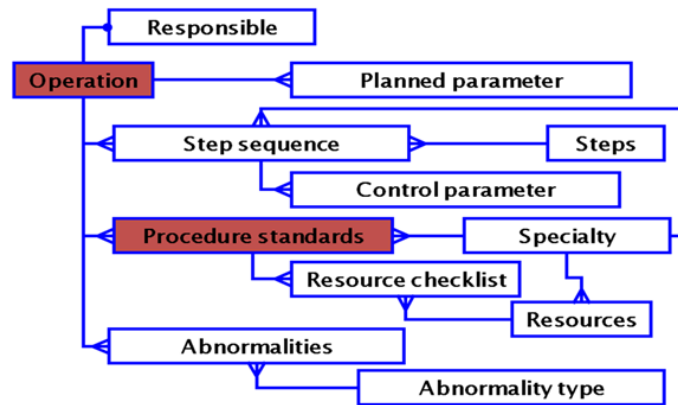 Responsible
Operation
Planned parameter
Step sequence
Steps
Control parameter
Procedure standards
Specialty
Resource checklist
Resources
Abnormalities
Abnormality type